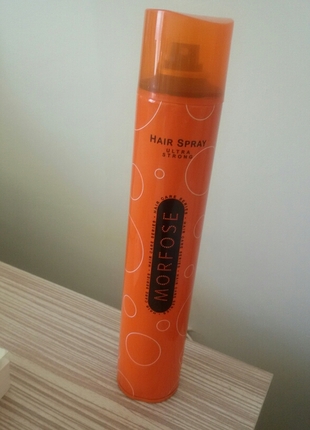 HAIR SPRAY
ULTRA
STRONG
MORFOSE